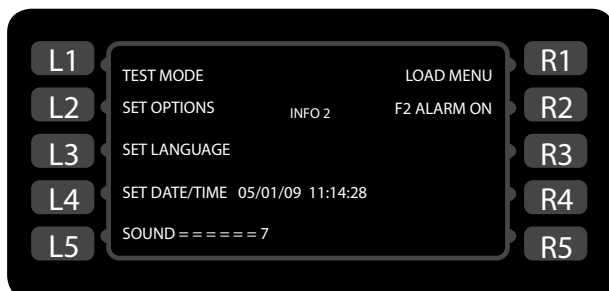 L1 TEST MODE LOAD MENU R1
L2 SET OPTIONS INFO 2 F2 ALARM ON R2
L3 SET LANGUAGE R3
L4 SET DATE/TIME 05/01/09 11:14:28 R4
L5 SOUND = = = = = = 7 R5